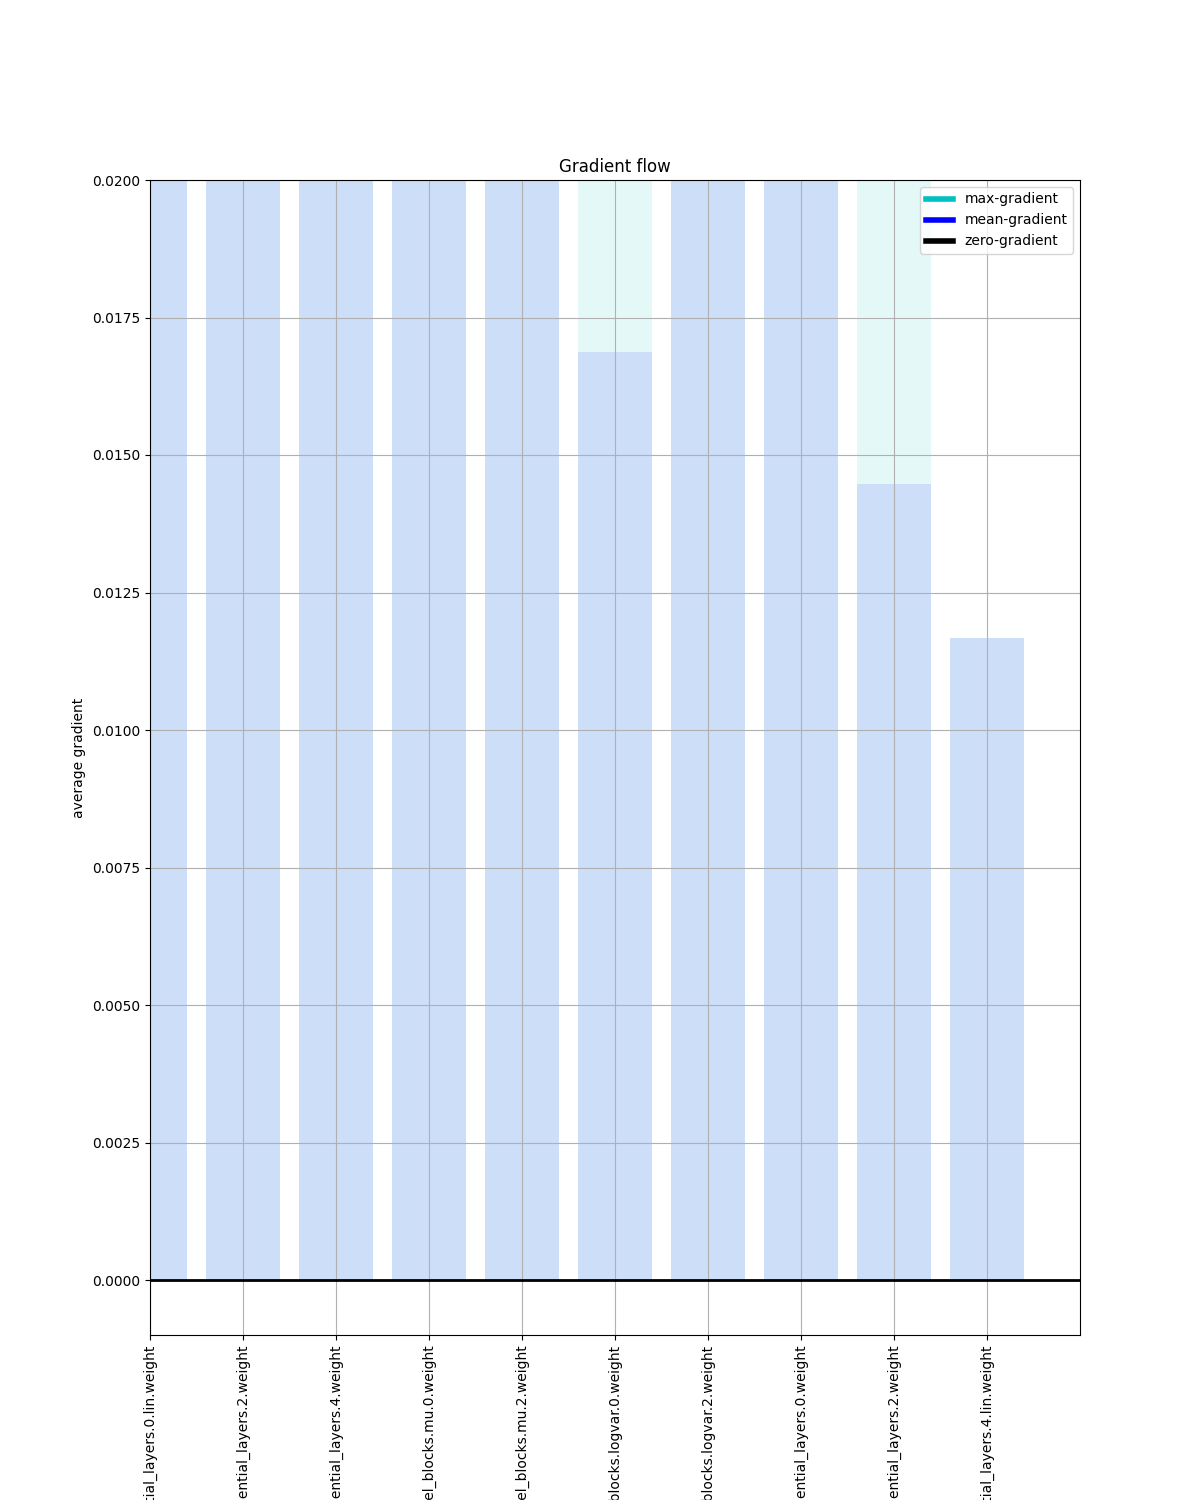 Gradient flow
max-gradient
mean-gradient
zero-gradient
0.0200
0.0175
0.0150
0.0125
0.0100
0.0075
0.0050
0.0025
0.0000
average gradient
tial_layers.0.lin.weight
ential_layers.2.weight
ential_layers.4.weight
el_blocks.mu.0.weight
el_blocks.mu.2.weight
blocks.logvar.0.weight
blocks.logvar.2.weight
ential_layers.0.weight
ential_layers.2.weight
tial_layers.4.lin.weight